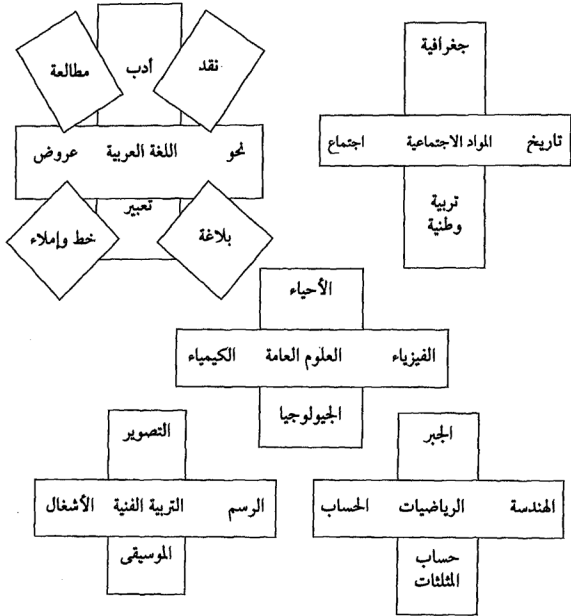 مطالعة
أدب
نقد
نحو
اللغة العربية
عروض
تعبير
خط وإملاء
بلاغة
جغرافية
تاريخ
المواد الاجتماعية
اجتماع
تربية
وطنية
الأحياء
الفيزياء
العلوم العامة
الكيمياء
الجيولوجيا
الجبر
الهندسة
الرياضيات
الحساب
حساب
المثلثات
التصوير
الرسم
التربية الفنية
الأشغال
الموسيقى